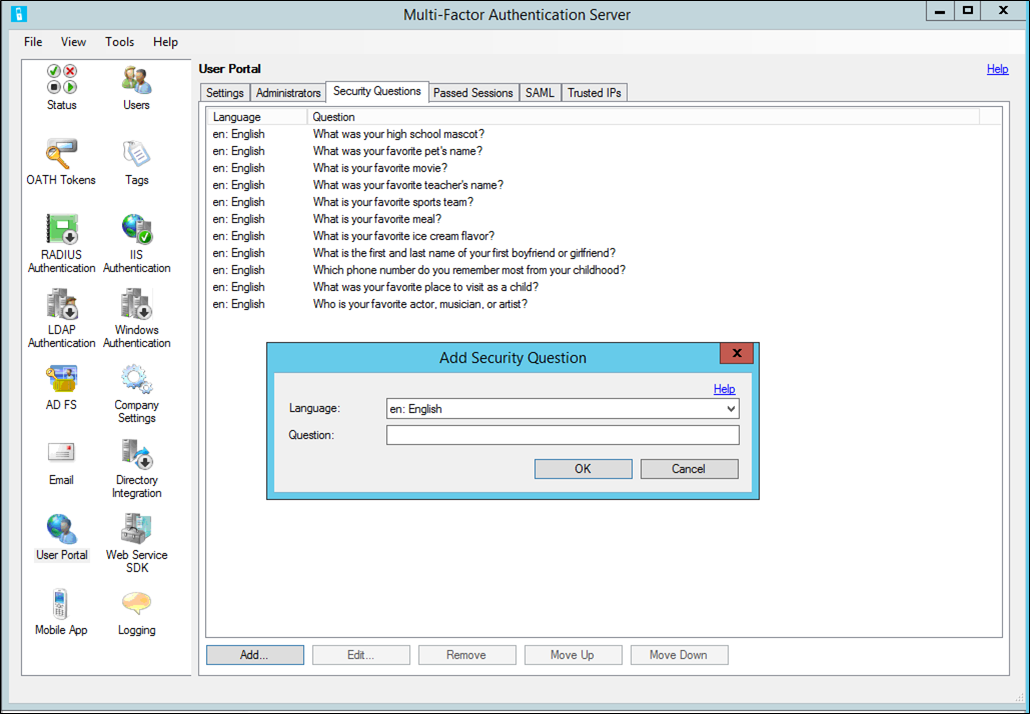 Multi-Factor Authentication Server
File View Tools Help
Status
Users
OATH Tokens
Tags
RADIUS
Authentication
IIS
Authentication
LDAP
Authentication
Windows
Authentication
AD FS
Company
Settings
Email
Directory
Integration
User Portal
Web Service
SDK
Mobile App
Logging
User Portal
Help
Settings Administrators Security Questions Passed Sessions SAML Trusted IPs
Language Question
en: English What was your high school mascot?
en: English What was your favorite pet's name?
en: English What is your favorite movie?
en: English What was your favorite teacher's name?
en: English What is your favorite sports team?
en: English What is your favorite meal?
en: English What is your favorite ice cream flavor?
en: English What is the first and last name of your first boyfriend or girlfriend?
en: English Which phone number do you remember most from your childhood?
en: English What was your favorite place to visit as a child?
en: English Who is your favorite actor, musician, or artist?
Add Security Question
Help
Language: en: English
Question:
OK Cancel
Add... Edit... Remove Move Up Move Down